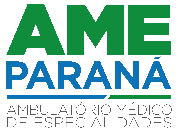 AME
PARANÁ
AMBULATÓRIO MÉDICO
DE ESPECIALIDADES